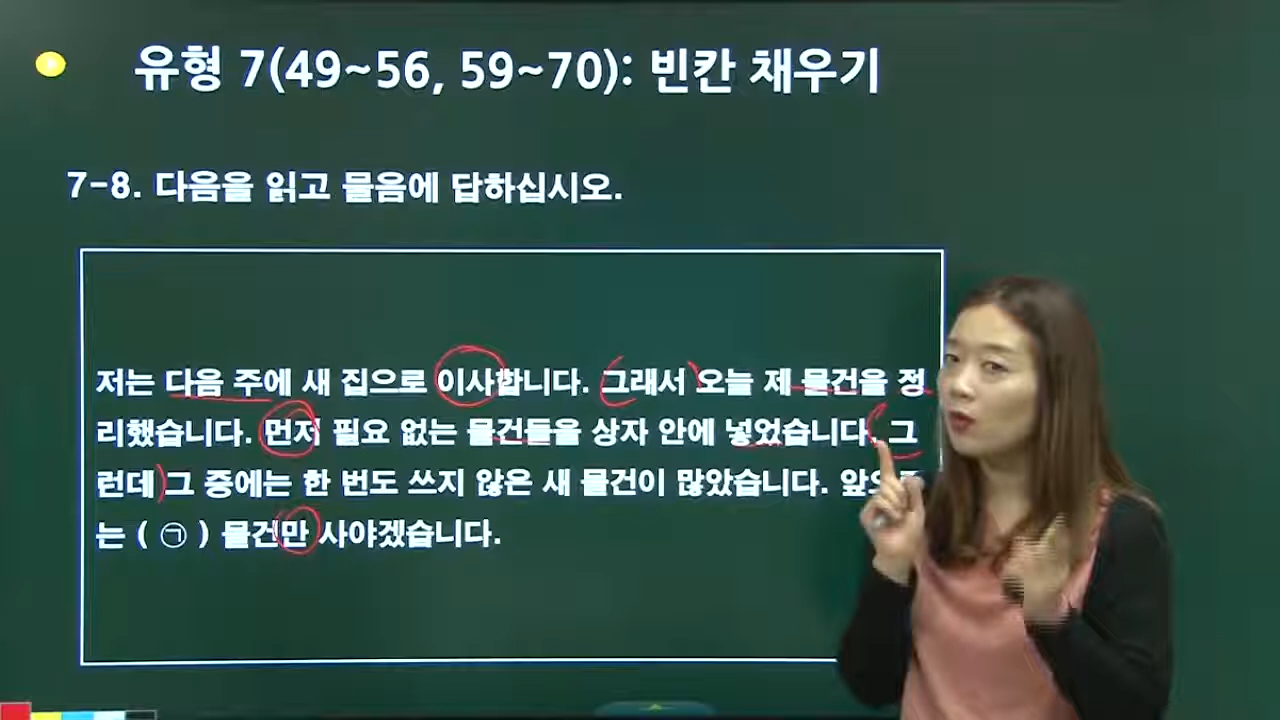 유형 7(49~56, 59~70): 빈칸 채우기
7-8. 다음을 읽고 물음에 답하십시오.
저는 다음 주에 새 집으로 이사합니다. 그래서 오늘 제 물건을 정
리했습니다. 먼저 필요 없는 물건들을 상자 안에 넣었습니다. 그
런데 그 중에는 한 번도 쓰지 않은 새 물건이 많았습니다.
는 ( ㉠ ) 물건만 사야겠습니다.